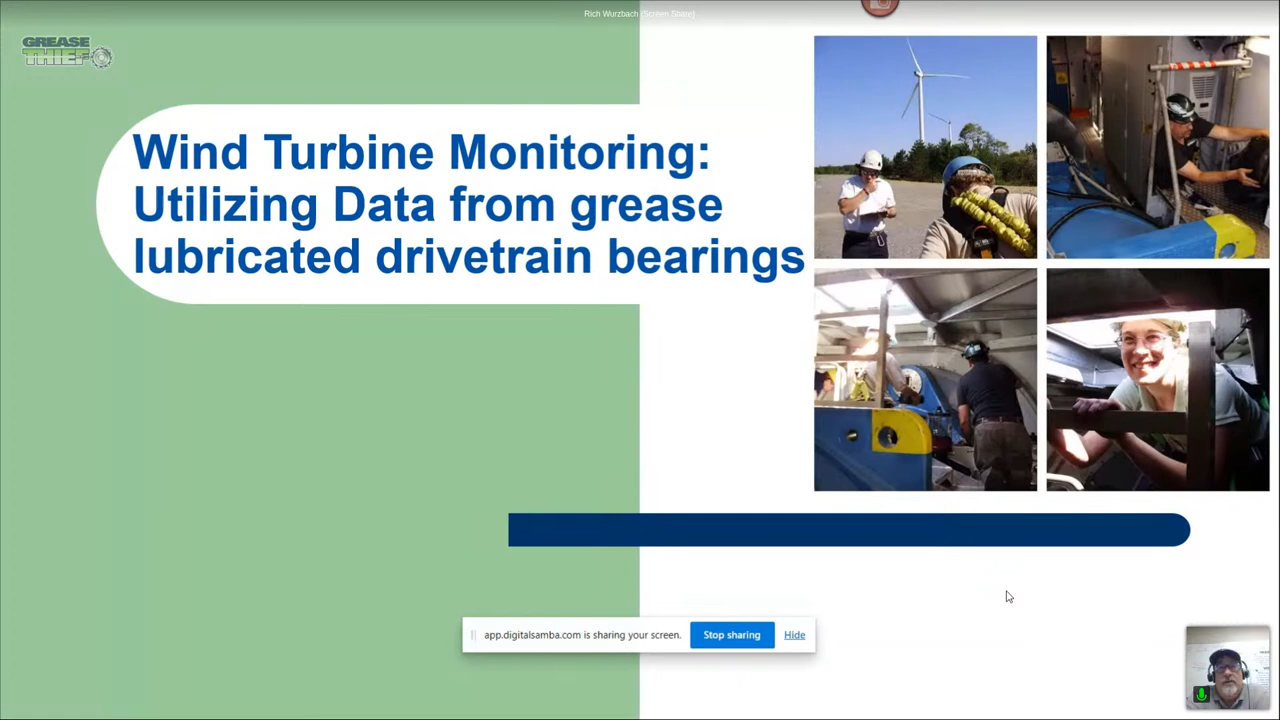 Rich Wurzbach (Screen Share)
GREASE
THIEF
Wind Turbine Monitoring:
Utilizing Data from grease
lubricated drivetrain bearings
app.digitalsamba.com is sharing your screen.
Stop sharing
Hide